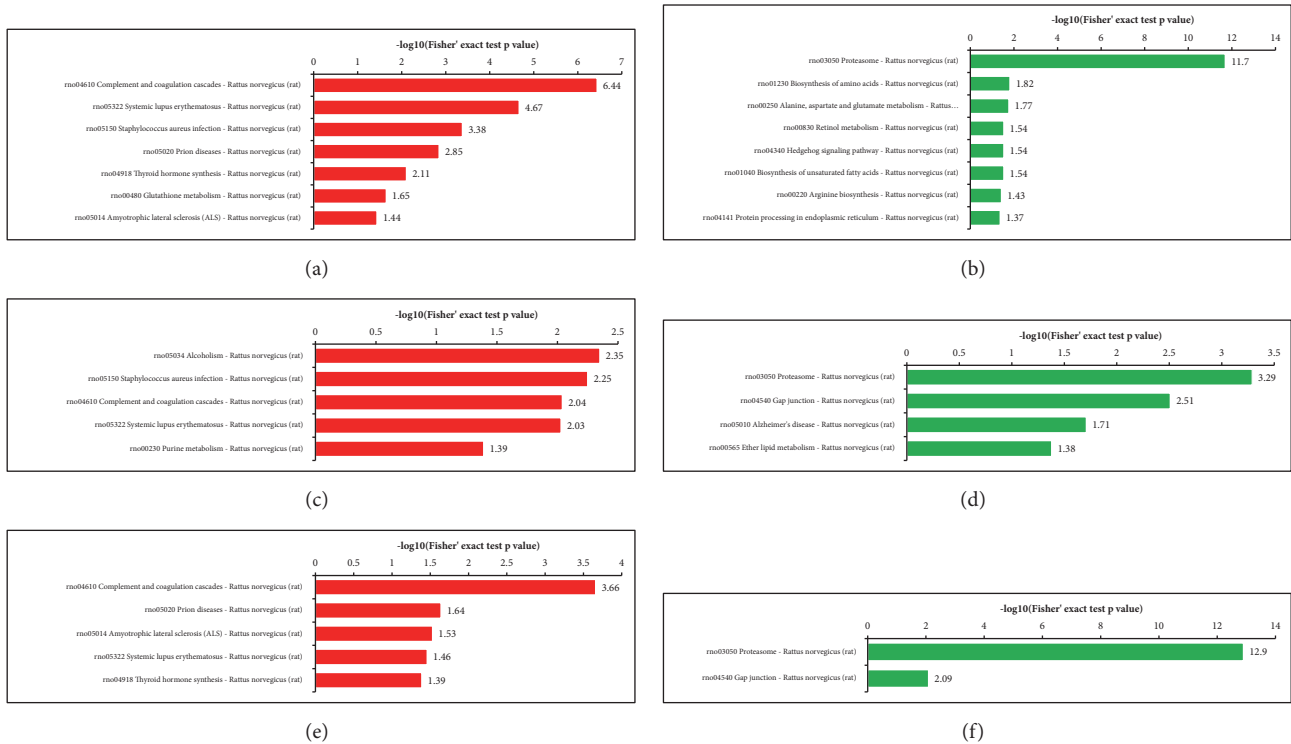 -log10(Fisher' exact test p value)
0 1 2 3 4 5 6 7
rno04610 Complement and coagulation cascades - Rattus norvegicus (rat) 6.44
rno05322 Systemic lupus erythematosus - Rattus norvegicus (rat) 4.67
rno05150 Staphylococcus aureus infection - Rattus norvegicus (rat) 3.38
rno05020 Prion diseases - Rattus norvegicus (rat) 2.85
rno04918 Thyroid hormone synthesis - Rattus norvegicus (rat) 2.11
rno00480 Glutathione metabolism - Rattus norvegicus (rat) 1.65
rno05014 Amyotrophic lateral sclerosis (ALS) - Rattus norvegicus (rat) 1.44
(a)
-log10(Fisher' exact test p value)
0 2 4 6 8 10 12 14
rno03050 Proteasome - Rattus norvegicus (rat) 11.7
rno01230 Biosynthesis of amino acids - Rattus norvegicus (rat) 1.82
rno00250 Alanine, aspartate and glutamate metabolism - Rattus... 1.77
rno00830 Retinol metabolism - Rattus norvegicus (rat) 1.54
rno04340 Hedgehog signaling pathway - Rattus norvegicus (rat) 1.54
rno01040 Biosynthesis of unsaturated fatty acids - Rattus norvegicus (rat) 1.54
rno00220 Arginine biosynthesis - Rattus norvegicus (rat) 1.43
rno04141 Protein processing in endoplasmic reticulum - Rattus norvegicus (rat) 1.37
(b)
-log10(Fisher' exact test p value)
0 0.5 1 1.5 2 2.5
rno05034 Alcoholism - Rattus norvegicus (rat) 2.35
rno05150 Staphylococcus aureus infection - Rattus norvegicus (rat) 2.25
rno04610 Complement and coagulation cascades - Rattus norvegicus (rat) 2.04
rno05322 Systemic lupus erythematosus - Rattus norvegicus (rat) 2.03
rno00230 Purine metabolism - Rattus norvegicus (rat) 1.39
(c)
-log10(Fisher' exact test p value)
0 0.5 1 1.5 2 2.5 3 3.5
rno03050 Proteasome - Rattus norvegicus (rat) 3.29
rno04540 Gap junction - Rattus norvegicus (rat) 2.51
rno05010 Alzheimer's disease - Rattus norvegicus (rat) 1.71
rno00565 Ether lipid metabolism - Rattus norvegicus (rat) 1.38
(d)
-log10(Fisher' exact test p value)
0 0.5 1 1.5 2 2.5 3 3.5 4
rno04610 Complement and coagulation cascades - Rattus norvegicus (rat) 3.66
rno05020 Prion diseases - Rattus norvegicus (rat) 1.64
rno05014 Amyotrophic lateral sclerosis (ALS) - Rattus norvegicus (rat) 1.53
rno05322 Systemic lupus erythematosus - Rattus norvegicus (rat) 1.46
rno04918 Thyroid hormone synthesis - Rattus norvegicus (rat) 1.39
(e)
-log10(Fisher' exact test p value)
0 2 4 6 8 10 12 14
rno03050 Proteasome - Rattus norvegicus (rat) 12.9
rno04540 Gap junction - Rattus norvegicus (rat) 2.09
(f)